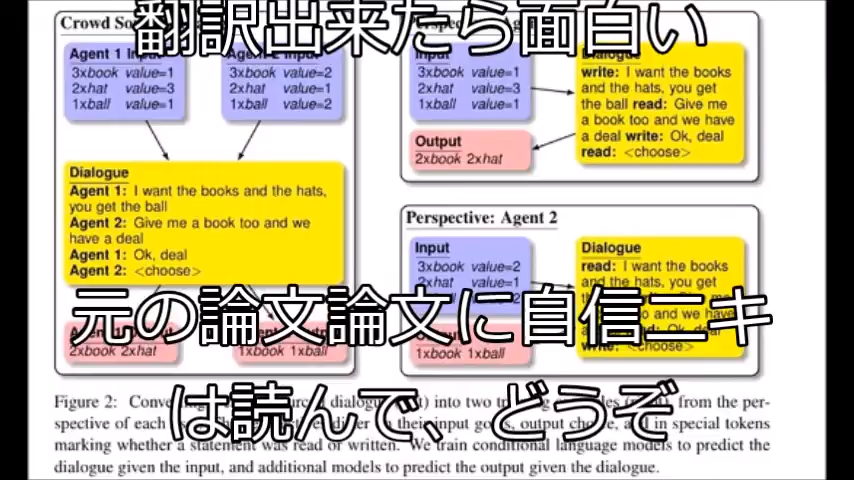 翻訳出来たら面白い
Crowd
Agent 1
3xbook value=1
2xhat value=3
1xball value=1
3xbook value=2
2xhat value=1
1xball value=2
Dialogue
Agent 1: I want the books and the hats,
you get the ball
Agent 2: Give me a book too and we
have a deal
Agent 1: Ok, deal
Agent 2: <choose>
2xbook 2xhat
1xbook 1xball
Input
3xbook value=1
2xhat value=3
1xball value=1
Output
2xbook 2xhat
Dialogue
write: I want the books
and the hats, you get
the ball read: Give me
a book too and we have
a deal write: Ok, deal
read: <choose>
Perspective: Agent 2
Input
3xbook value=2
2xhat value=1
1xbook 1xball
Dialogue
read: I want the books
and the hats, you get
too and we have
<choose>
元の論文論文に自信ニキ
は読んで、どうぞ
Figure 2: dialogue into two from the per-
spective of each input output and in special tokens
marking whether a statement was read or written. We train conditional language models to predict the
dialogue given the input, and additional models to predict the output given the dialogue.